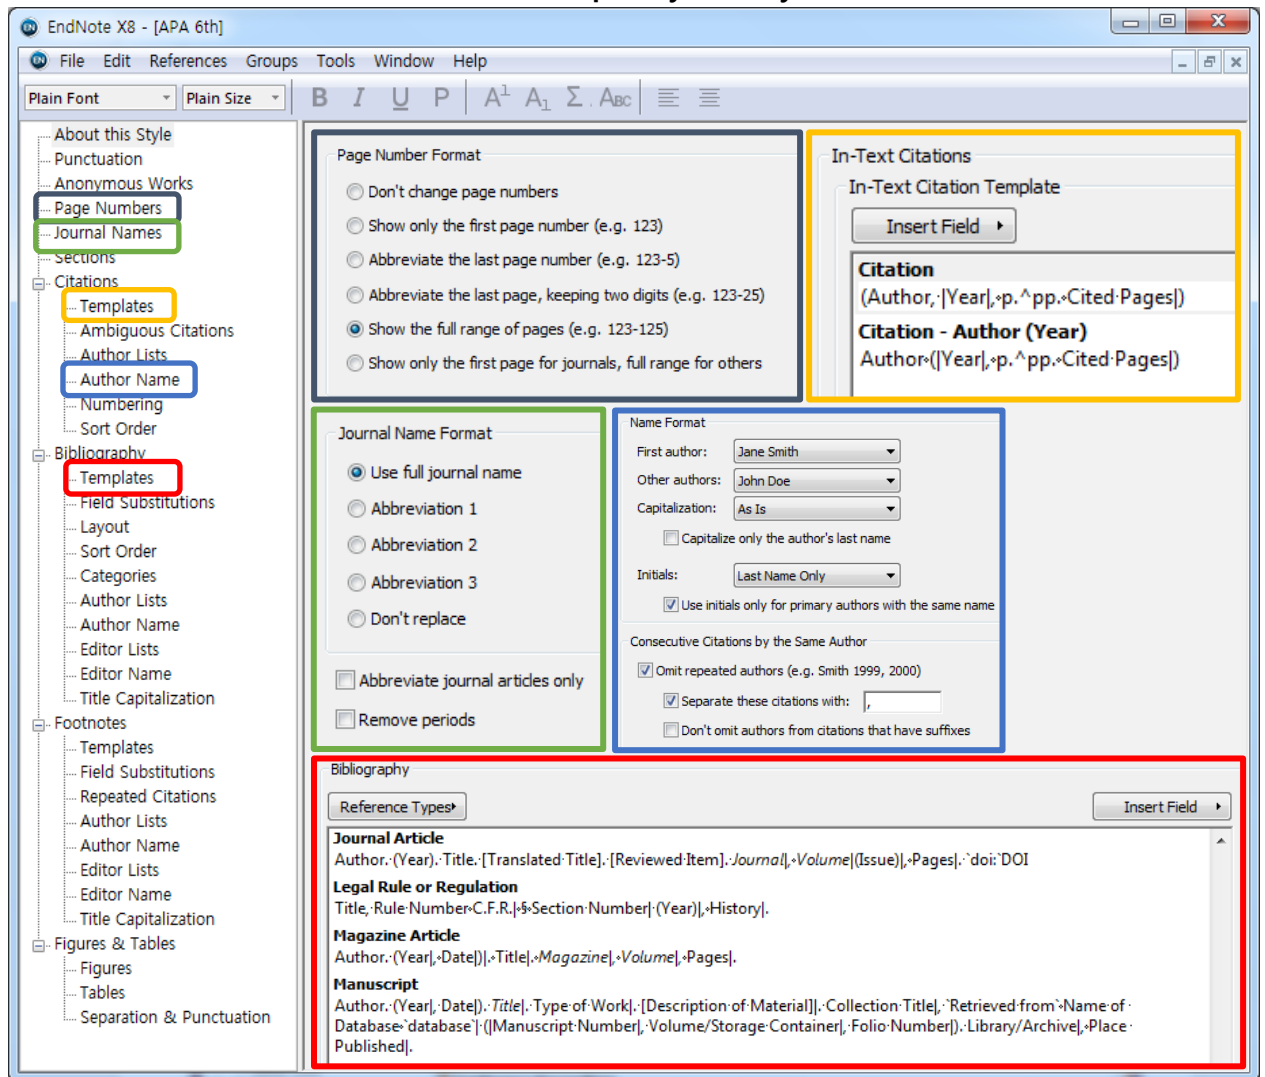 EndNote X8 - [APA 6th]
File Edit References Groups Tools Window Help
Plain Font Plain Size B I U P A1 A1 Σ ABC
About this Style
Punctuation
Anonymous Works
Page Numbers
Journal Names
Sections
Citations
Templates
Ambiguous Citations
Author Lists
Author Name
Numbering
Sort Order
Bibliography
Templates
Field Substitutions
Layout
Sort Order
Categories
Author Lists
Author Name
Editor Lists
Editor Name
Title Capitalization
Footnotes
Templates
Field Substitutions
Repeated Citations
Author Lists
Author Name
Editor Lists
Editor Name
Title Capitalization
Figures & Tables
Figures
Tables
Separation & Punctuation
Page Number Format
Don't change page numbers
Show only the first page number (e.g. 123)
Abbreviate the last page number (e.g. 123-5)
Abbreviate the last page, keeping two digits (e.g. 123-25)
Show the full range of pages (e.g. 123-125)
Show only the first page for journals, full range for others
In-Text Citations
In-Text Citation Template
Insert Field
Citation
(Author,·|Year|,°p.^pp.°Cited·Pages|)
Citation - Author (Year)
Author°(|Year|,°p.^pp.°Cited·Pages|)
Journal Name Format
Use full journal name
Abbreviation 1
Abbreviation 2
Abbreviation 3
Don't replace
Abbreviate journal articles only
Remove periods
Name Format
First author: Jane Smith
Other authors: John Doe
Capitalization: As Is
Capitalize only the author's last name
Initials: Last Name Only
Use initials only for primary authors with the same name
Consecutive Citations by the Same Author
Omit repeated authors (e.g. Smith 1999, 2000)
Separate these citations with: ,
Don't omit authors from citations that have suffixes
Bibliography
Reference Types Insert Field
Journal Article
Author.·(Year).·Title.·[Translated·Title].·[Reviewed·Item].·Journal|,°Volume|(Issue)|,°Pages|.·`doi:`DOI
Legal Rule or Regulation
Title,·Rule·Number°C.F.R.|°§°Section·Number|·(Year)|,°History|.
Magazine Article
Author.·(Year|,°Date|)|.°Title|.°Magazine|,°Volume|,°Pages|.
Manuscript
Author.·(Year|,·Date|).·Title|.·Type·of·Work|.·[Description·of·Material]|.·Collection·Title|,·`Retrieved·from`°Name·of·
Database°`database`|·(|Manuscript·Number|,·Volume/Storage·Container|,·Folio·Number|).·Library/Archive|,°Place·
Published|.